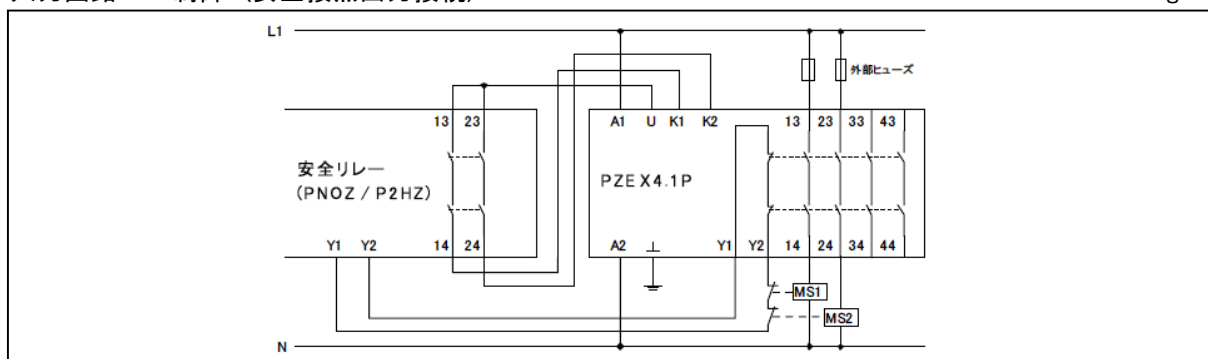 L1
外部ヒューズ
13 23
A1 U K1 K2 13 23 33 43
安全リレー
(PNOZ / P2HZ)
PZE X4.1P
Y1 Y2 14 24
A2 Y1 Y2 14 24 34 44
MS1
MS2
N